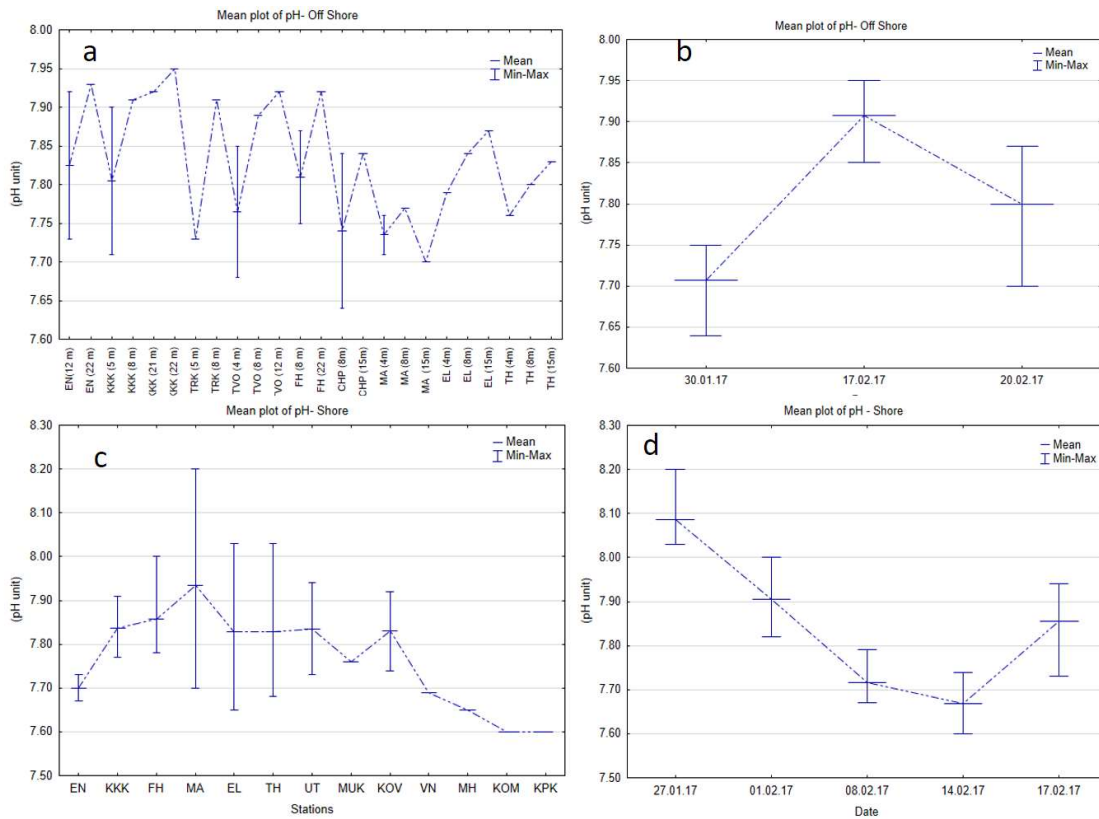 Mean plot of pH- Off Shore
a
Mean
Min-Max
(pH unit)
8.00
7.95
7.90
7.85
7.80
7.75
7.70
7.65
7.60
EN(12 m)
EN (22 m)
KKK (5 m)
KKK (8 m)
KKK (21 m)
KKK (22 m)
TRK (5 m)
TRK (8 m)
TVO (4 m)
TVO (8 m)
TVO (12 m)
FH (8 m)
FH (22 m)
CHP (8m)
CHP (15m)
MA (4m)
MA (8m)
MA (15m)
EL (4m)
EL (8m)
EL (15m)
TH (4m)
TH (8m)
TH (15m)
Mean plot of pH- Off Shore
b
Mean
Min-Max
(pH unit)
8.00
7.95
7.90
7.85
7.80
7.75
7.70
7.65
7.60
30.01.17 17.02.17 20.02.17
Mean plot of pH- Shore
c
Mean
Min-Max
(pH unit)
8.30
8.20
8.10
8.00
7.90
7.80
7.70
7.60
7.50
EN KKK FH MA EL TH UT MUK KOV VN MH KOM KPK
Stations
Mean plot of pH - Shore
d
Mean
Min-Max
(pH unit)
8.30
8.20
8.10
8.00
7.90
7.80
7.70
7.60
7.50
27.01.17 01.02.17 08.02.17 14.02.17 17.02.17
Date